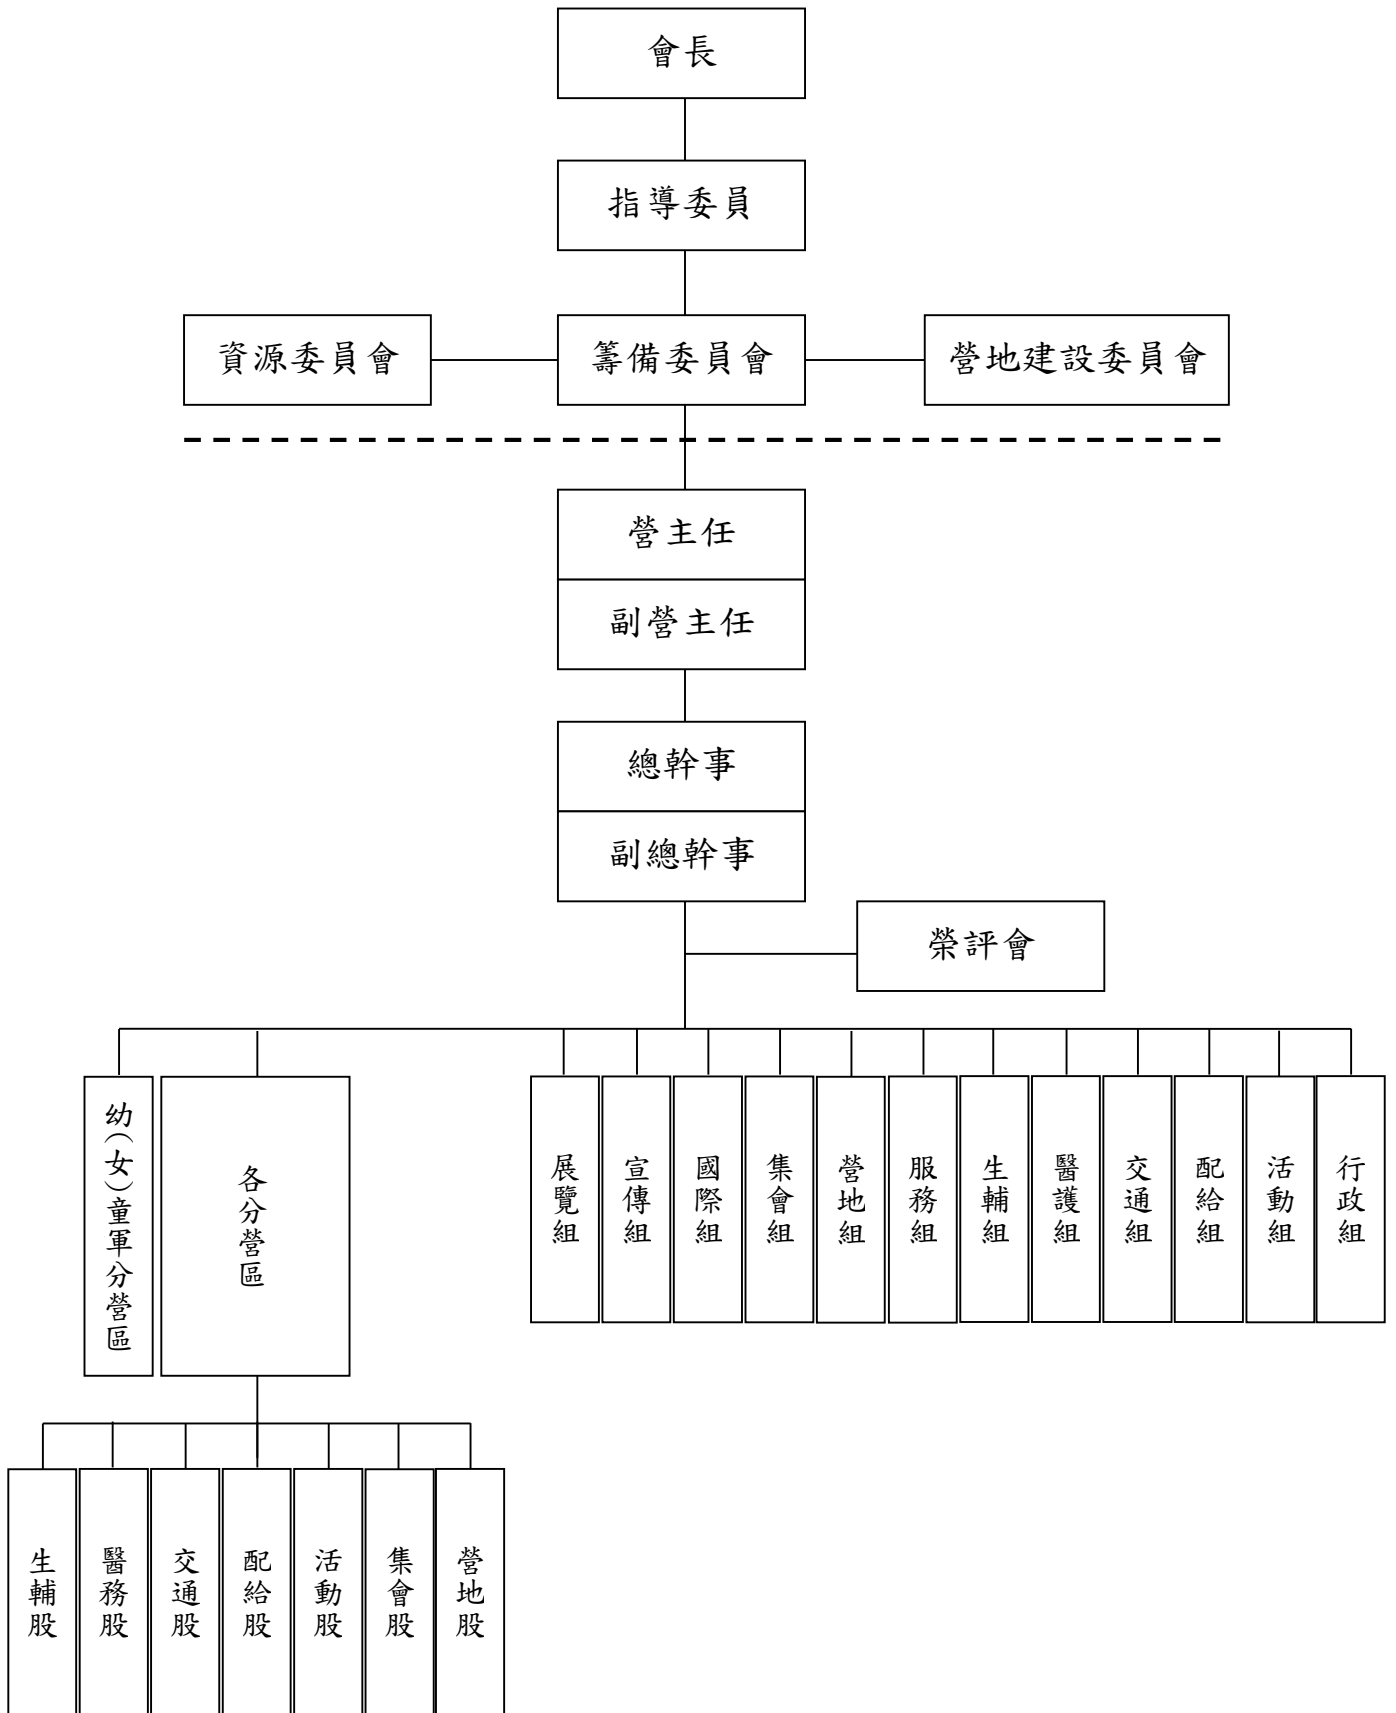 會長
指導委員
資源委員會
籌備委員會
營地建設委員會
營主任
副營主任
總幹事
副總幹事
榮評會
幼（女）童軍分營區
各分營區
展覽組
宣傳組
國際組
集會組
營地組
服務組
生輔組
醫護組
交通組
配給組
活動組
行政組
生輔股
醫務股
交通股
配給股
活動股
集會股
營地股